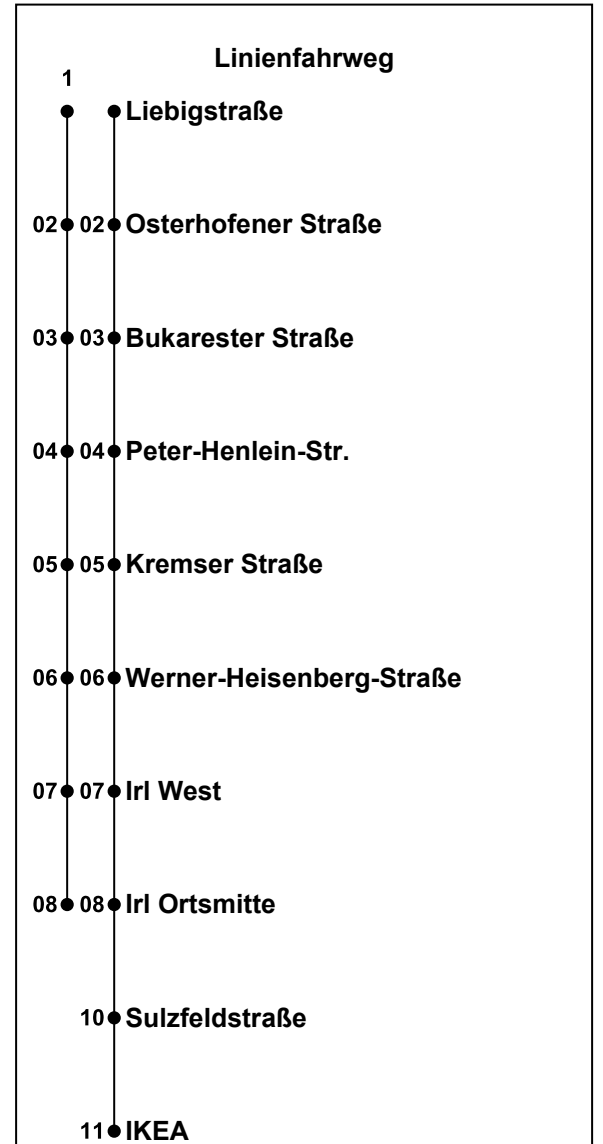 Linienfahrweg
1
Liebigstraße
02 02 Osterhofener Straße
03 03 Bukarester Straße
04 04 Peter-Henlein-Str.
05 05 Kremser Straße
06 06 Werner-Heisenberg-Straße
07 07 Irl West
08 08 Irl Ortsmitte
10 Sulzfeldstraße
11 IKEA